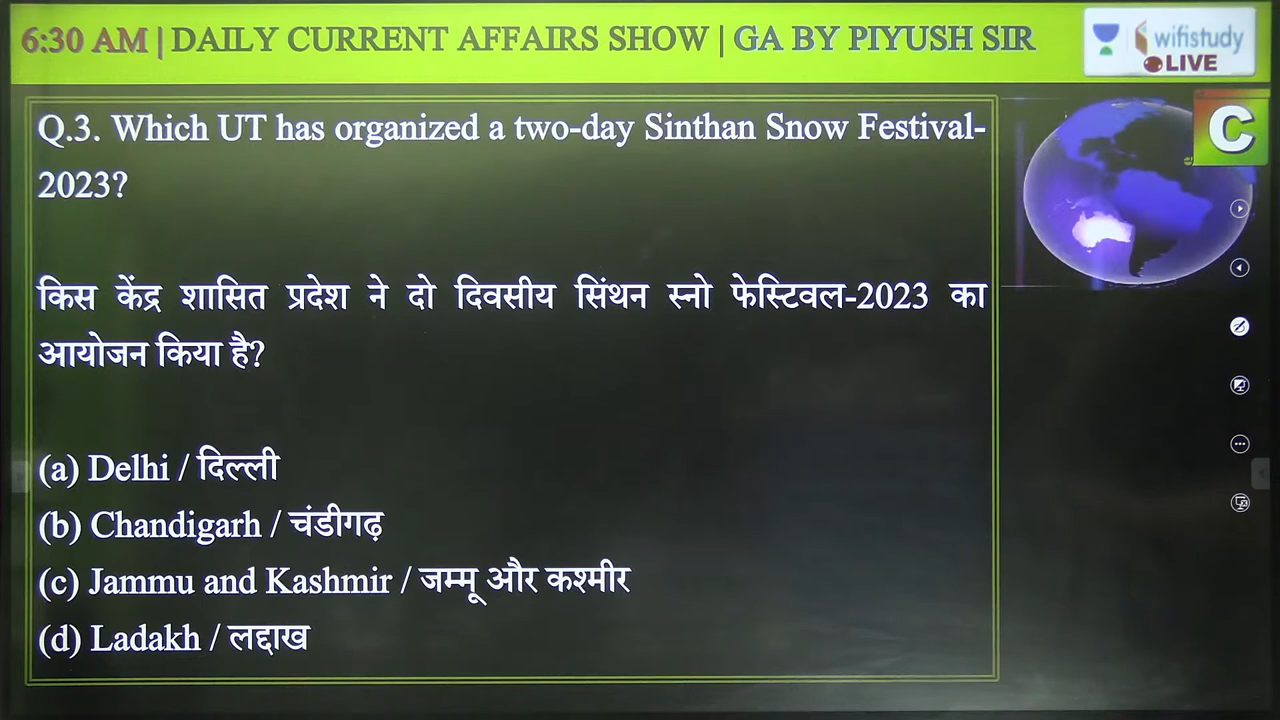 6:30 AM | DAILY CURRENT AFFAIRS SHOW | GA BY PIYUSH SIR
wifistudy
LIVE
C
Q.3. Which UT has organized a two-day Sinthan Snow Festival-
2023?
किस केंद्र शासित प्रदेश ने दो दिवसीय सिंथन स्नो फेस्टिवल-2023 का
आयोजन किया है?
(a) Delhi / दिल्ली
(b) Chandigarh / चंडीगढ़
(c) Jammu and Kashmir / जम्मू और कश्मीर
(d) Ladakh / लद्दाख